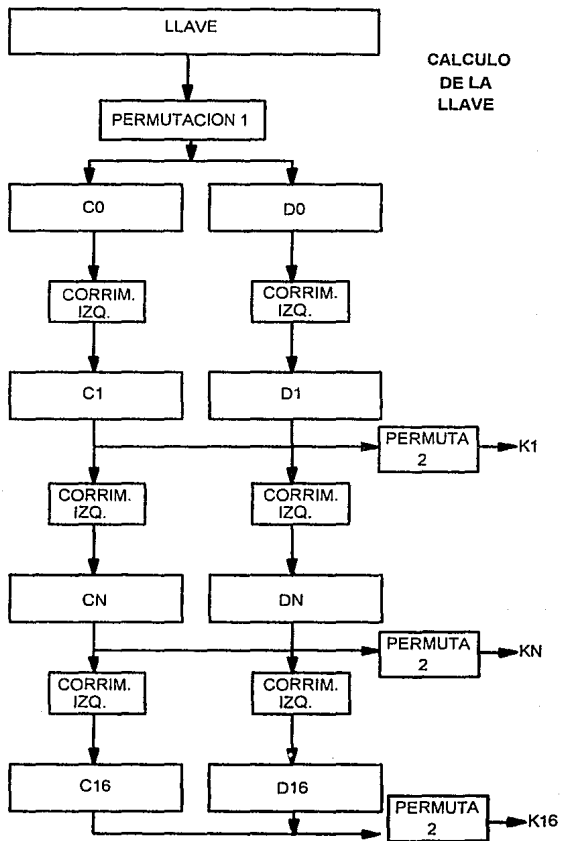 LLAVE
CALCULO
DE LA
LLAVE
PERMUTACION 1
C0
D0
CORRIM.
IZQ.
CORRIM.
IZQ.
C1
D1
PERMUTA
2
K1
CORRIM.
IZQ.
CORRIM.
IZQ.
CN
DN
PERMUTA
2
KN
CORRIM.
IZQ.
CORRIM.
IZQ.
C16
D16
PERMUTA
2
K16